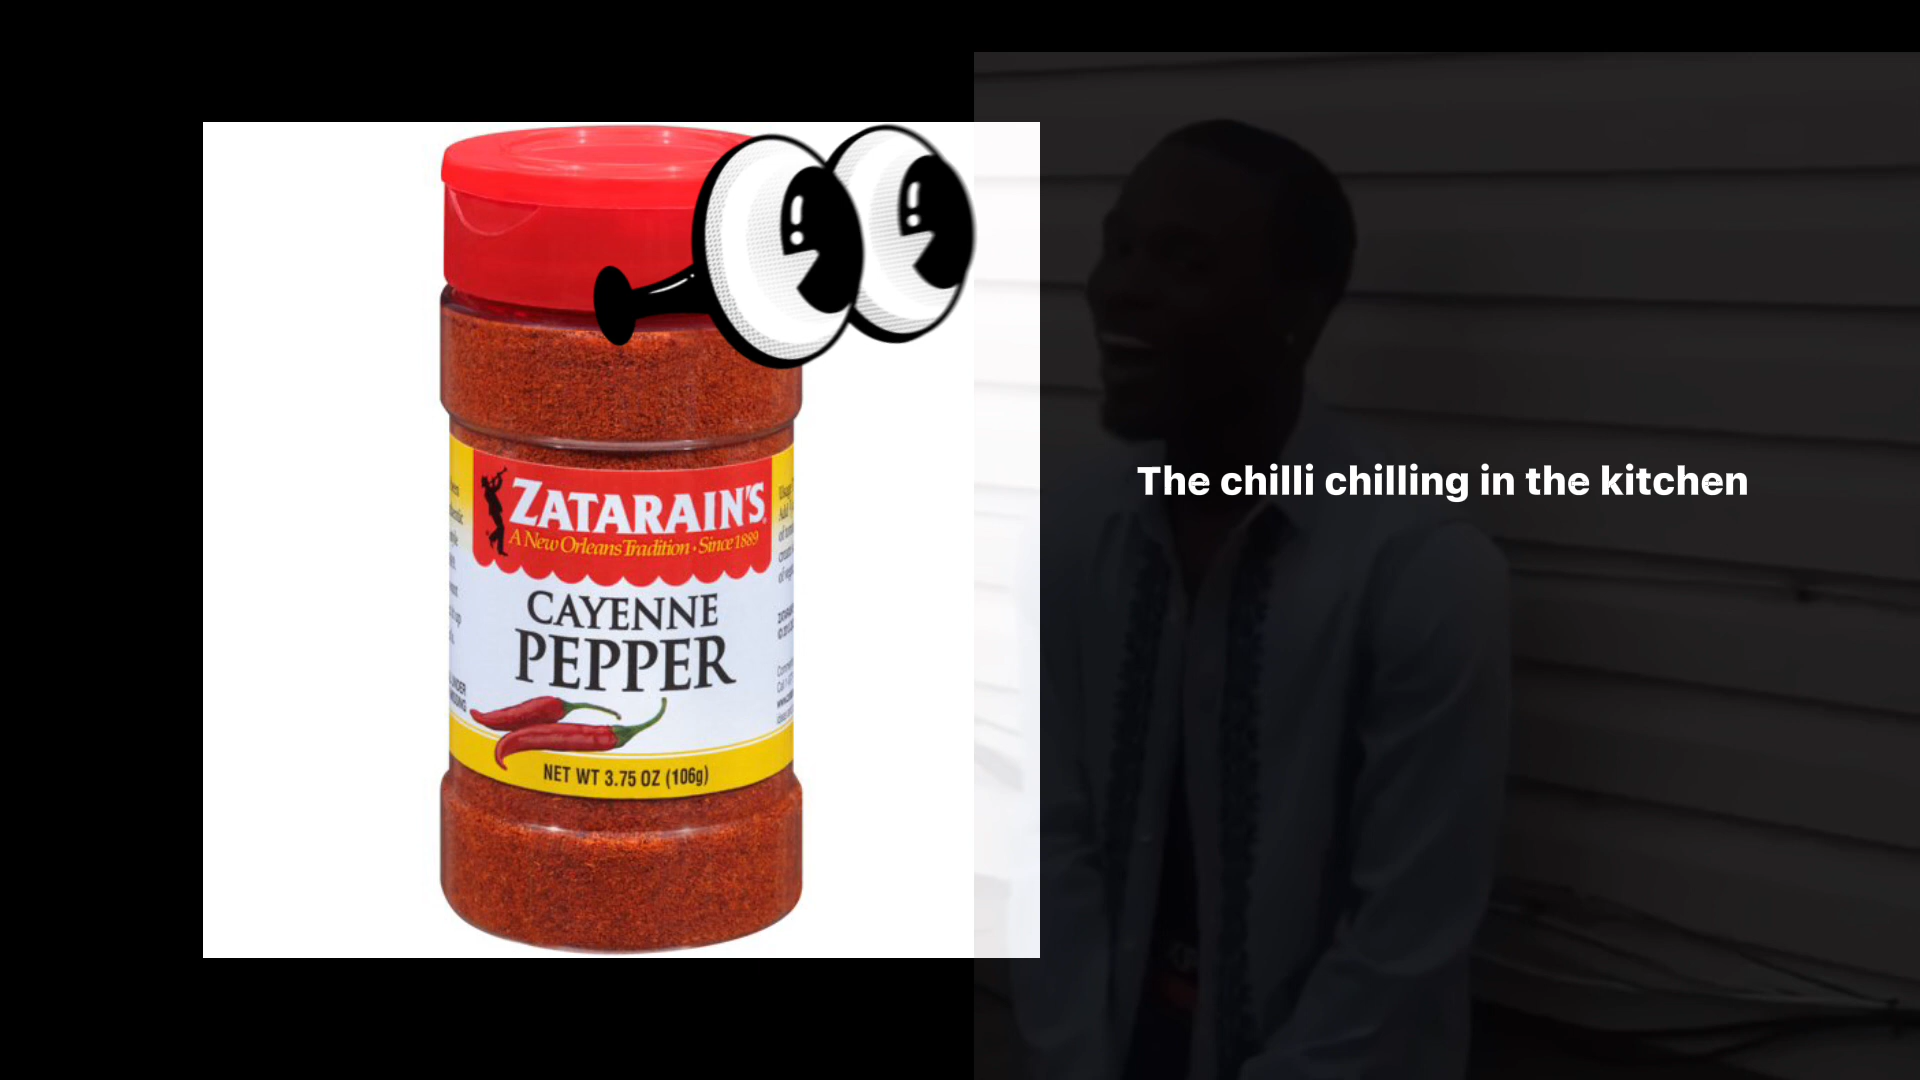 ZATARAIN'S
A New Orleans Tradition • Since 1889
CAYENNE
PEPPER
NET WT 3.75 OZ (106g)
The chilli chilling in the kitchen